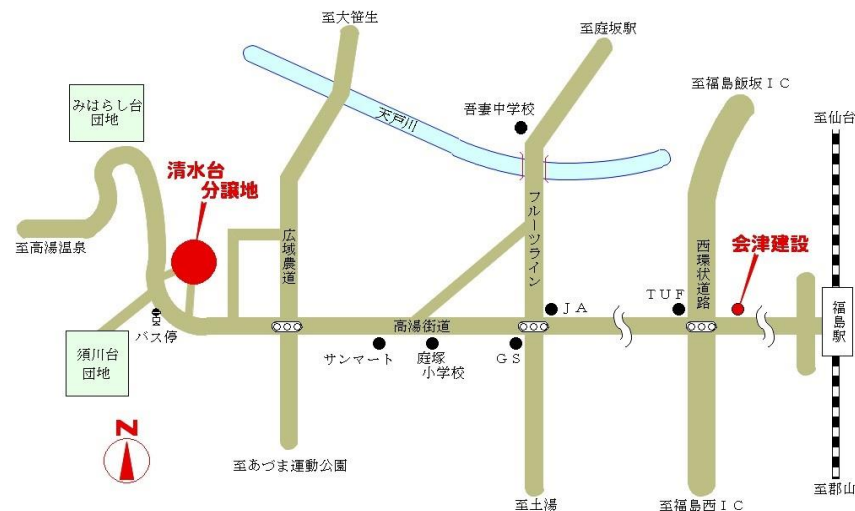 至大笹生
至庭坂駅
至福島飯坂ＩＣ
至仙台
みはらし台
団地
吾妻中学校
天戸川
清水台
分譲地
至高湯温泉
広域農道
フルーツライン
西環状道路
会津建設
ＪＡ
ＴＵＦ
福島駅
バス停
高湯街道
須川台
団地
サンマート
庭塚
小学校
ＧＳ
N
至あづま運動公園
至土湯
至福島西ＩＣ
至郡山